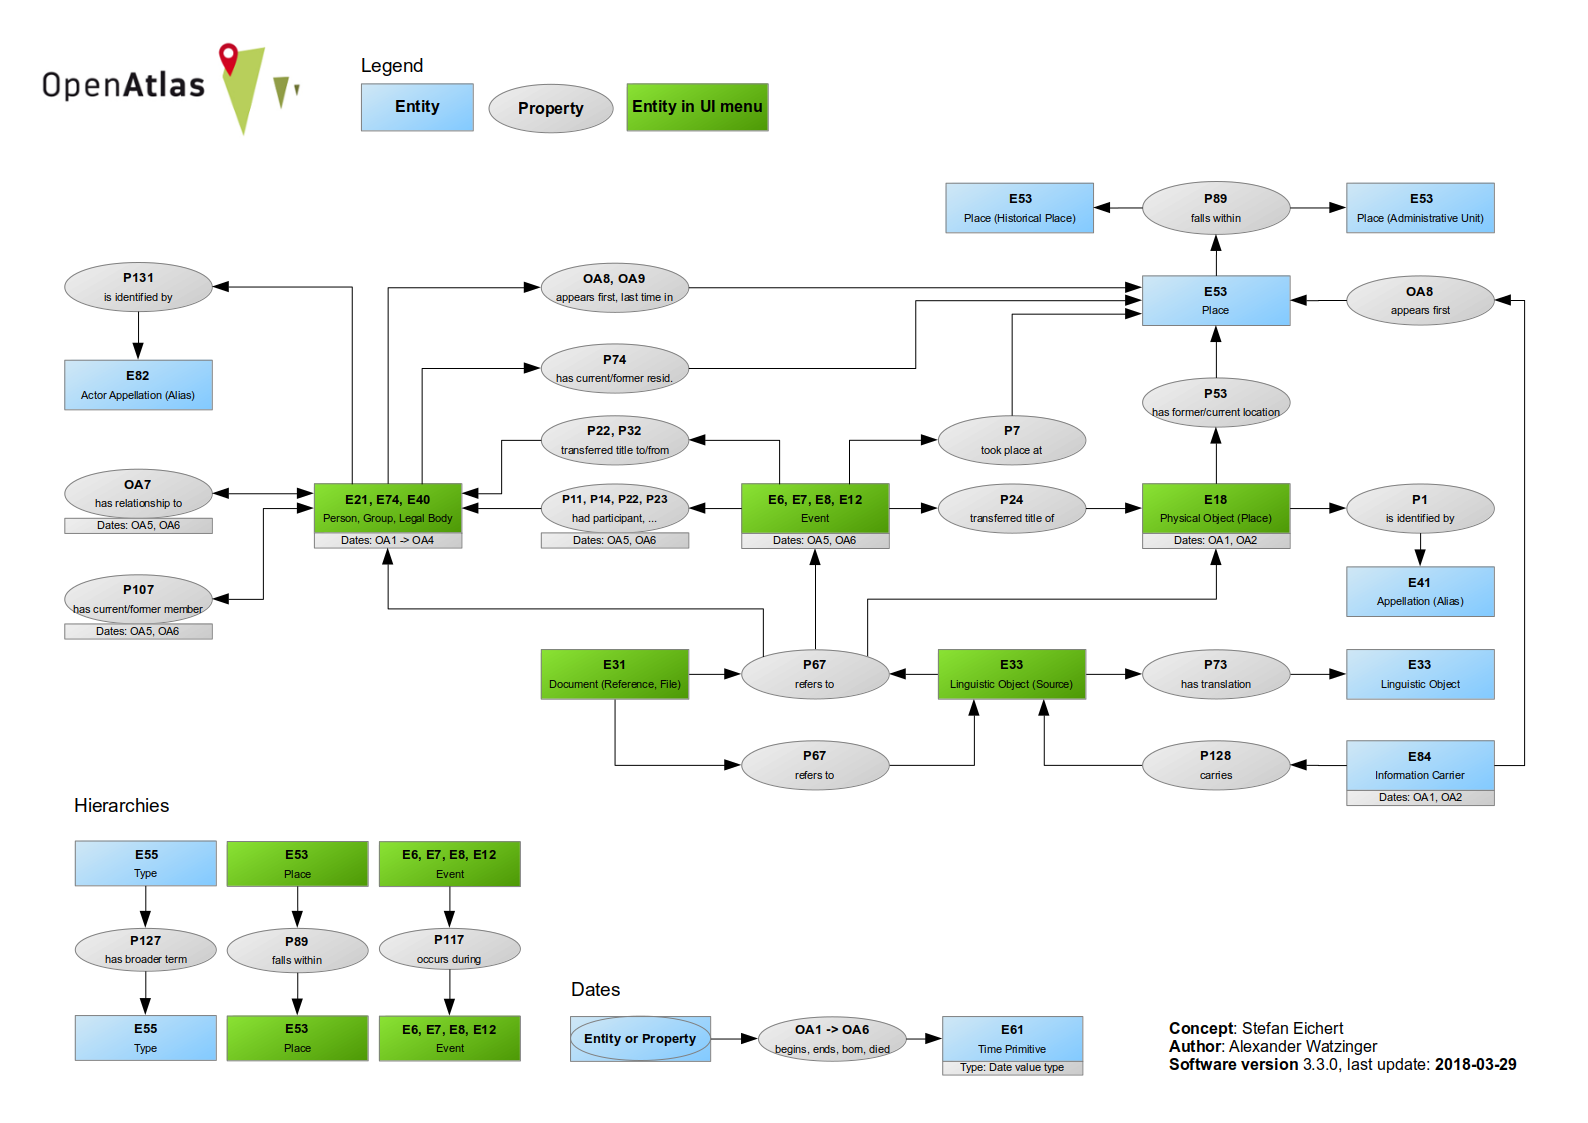 OpenAtlas
Legend
Entity
Property
Entity in UI menu
E53
Place (Historical Place)
P89
falls within
E53
Place (Administrative Unit)
P131
is identified by
OA8, OA9
appears first, last time in
E53
Place
OA8
appears first
E82
Actor Appellation (Alias)
P74
has current/former resid.
P53
has former/current location
P22, P32
transferred title to/from
P7
took place at
OA7
has relationship to
Dates: OA5, OA6
E21, E74, E40
Person, Group, Legal Body
Dates: OA1 -> OA4
P11, P14, P22, P23
had participant, ...
Dates: OA5, OA6
E6, E7, E8, E12
Event
Dates: OA5, OA6
P24
transferred title of
E18
Physical Object (Place)
Dates: OA1, OA2
P1
is identified by
P107
has current/former member
Dates: OA5, OA6
E41
Appellation (Alias)
E31
Document (Reference, File)
P67
refers to
E33
Linguistic Object (Source)
P73
has translation
E33
Linguistic Object
P67
refers to
P128
carries
E84
Information Carrier
Dates: OA1, OA2
Hierarchies
E55
Type
E53
Place
E6, E7, E8, E12
Event
P127
has broader term
P89
falls within
P117
occurs during
E55
Type
E53
Place
E6, E7, E8, E12
Event
Dates
Entity or Property
OA1 -> OA6
begins, ends, born, died
E61
Time Primitive
Type: Date value type
Concept: Stefan Eichert
Author: Alexander Watzinger
Software version 3.3.0, last update: 2018-03-29